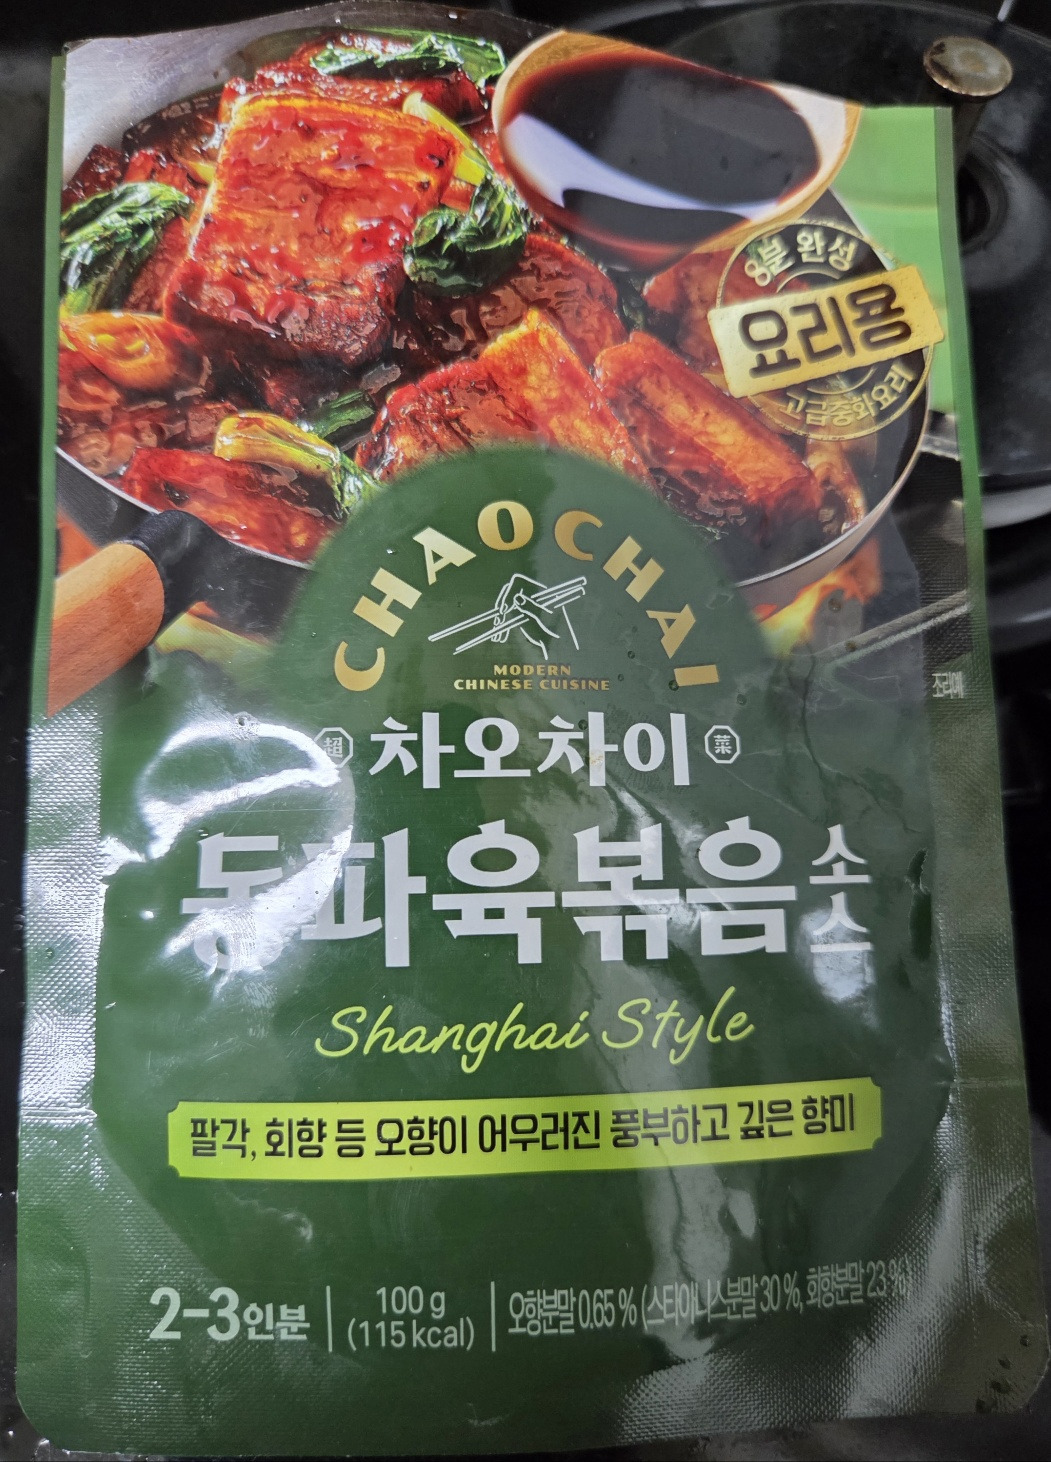 8분 완성
요리용
고급중화요리
CHAOCHAI
MODERN
CHINESE CUISINE
조리예
超 차오차이 菜
동파육볶음 소스
Shanghai Style
팔각, 회향 등 오향이 어우러진 풍부하고 깊은 향미
2-3인분
100 g
(115 kcal)
오향분말 0.65 % (스타아니스분말 30 %, 회향분말 23 %)